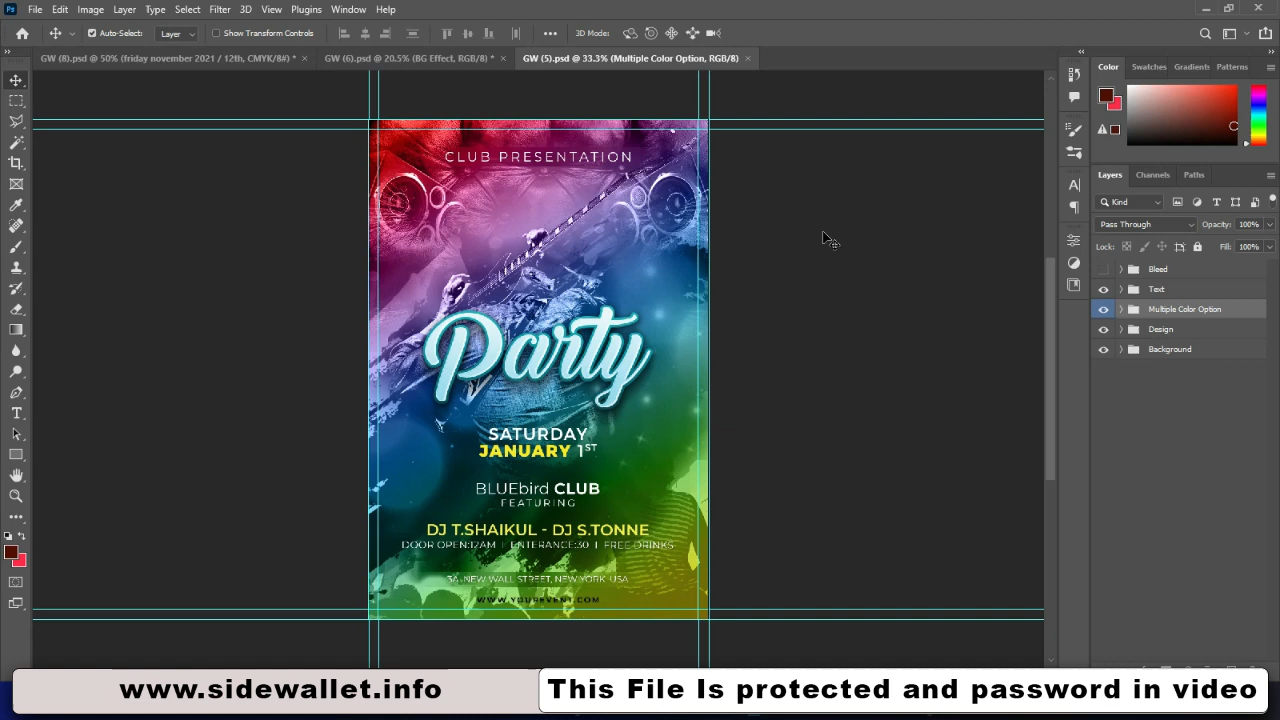 Ps File Edit Image Layer Type Select Filter 3D View Plugins Window Help
Auto-Select: Layer Show Transform Controls ••• 3D Mode:
GW (8).psd @ 50% (friday november 2021 / 12th, CMYK/8#) * × GW (6).psd @ 20.5% (BG Effect, RGB/8) * × GW (5).psd @ 33.3% (Multiple Color Option, RGB/8) ×
Color Swatches Gradients Patterns
CLUB PRESENTATION
Party
SATURDAY
JANUARY 1ST
BLUEbird CLUB
FEATURING
DJ T.SHAIKUL - DJ S.TONNE
DOOR OPEN:12AM | ENTERANCE:30 | FREE DRINKS
3A-NEW WALL STREET, NEW YORK-USA
WWW.YOUREVENT.COM
Layers Channels Paths
Kind
Pass Through Opacity: 100%
Lock: Fill: 100%
Bleed
Text
Multiple Color Option
Design
Background
www.sidewallet.info
This File Is protected and password in video